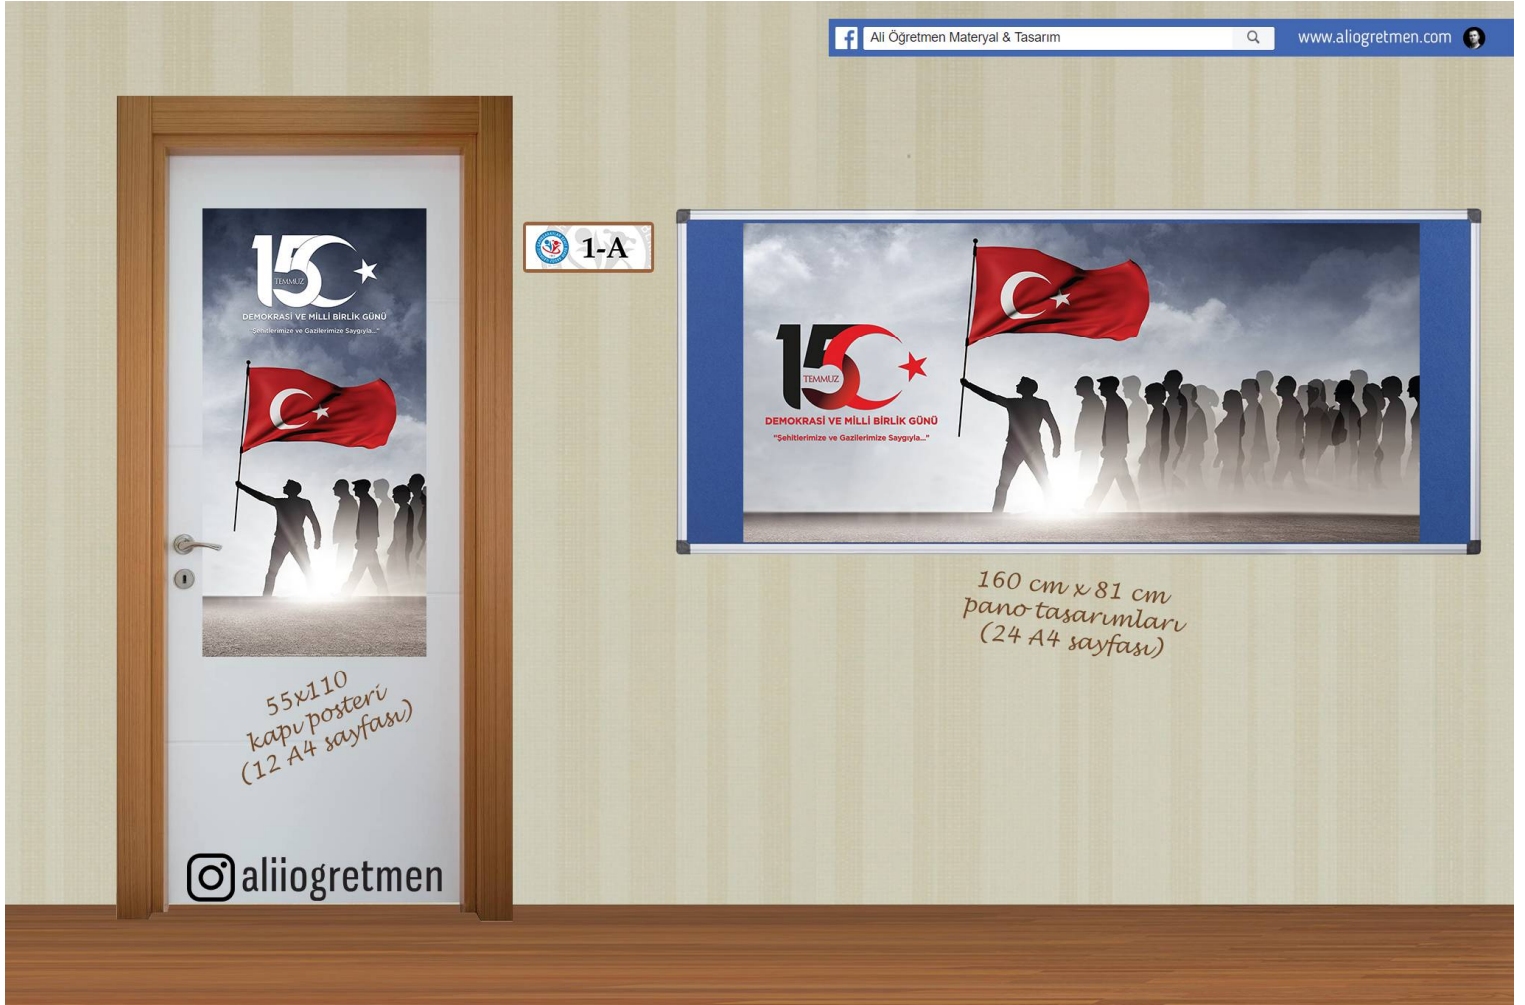 Ali Öğretmen Materyal & Tasarım
www.aliogretmen.com
15
TEMMUZ
DEMOKRASİ VE MİLLİ BİRLİK GÜNÜ
"Şehitlerimize ve Gazilerimize Saygıyla..."
1-A
15
TEMMUZ
DEMOKRASİ VE MİLLİ BİRLİK GÜNÜ
"Şehitlerimize ve Gazilerimize Saygıyla..."
160 cm x 81 cm
pano tasarımları
(24 A4 sayfası)
55x110
kapı posteri
(12 A4 sayfası)
aliiogretmen